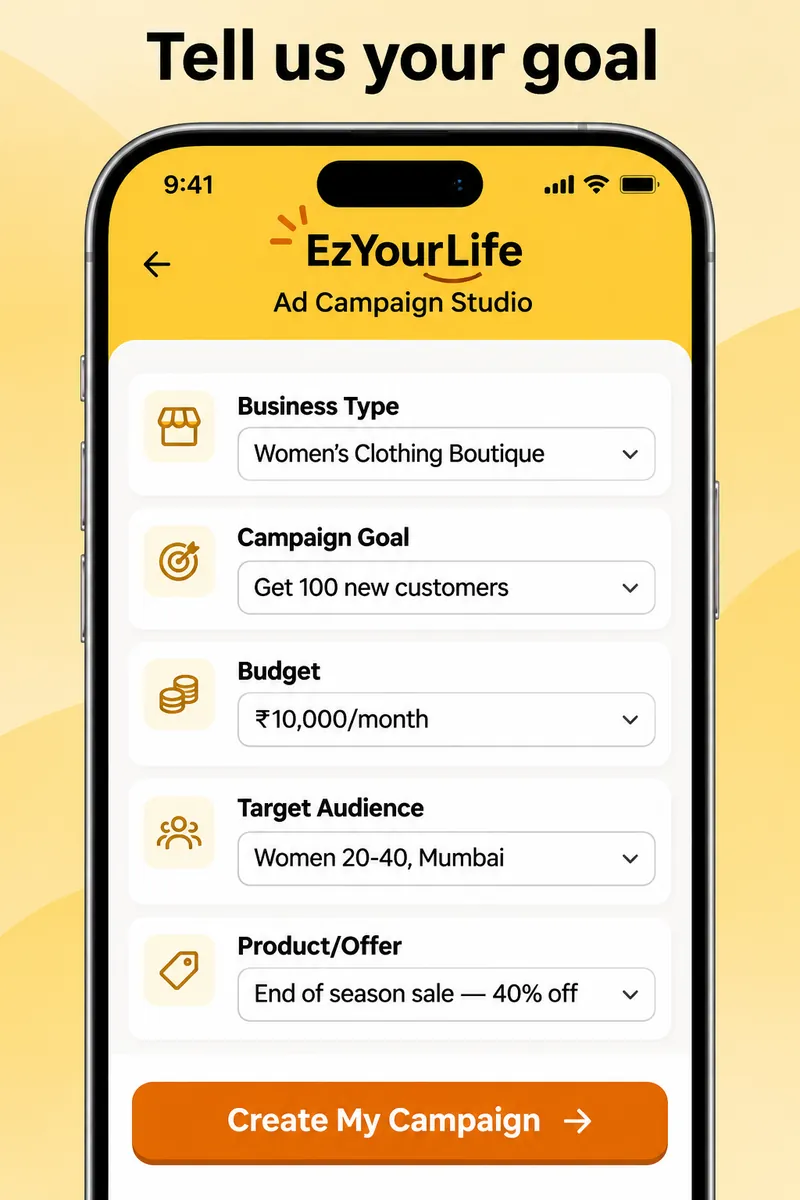 Tell us your goal
9:41
EzYourLife
Ad Campaign Studio
Business Type
Women’s Clothing Boutique
Campaign Goal
Get 100 new customers
Budget
₹10,000/month
Target Audience
Women 20-40, Mumbai
Product/Offer
End of season sale — 40% off
Create My Campaign →